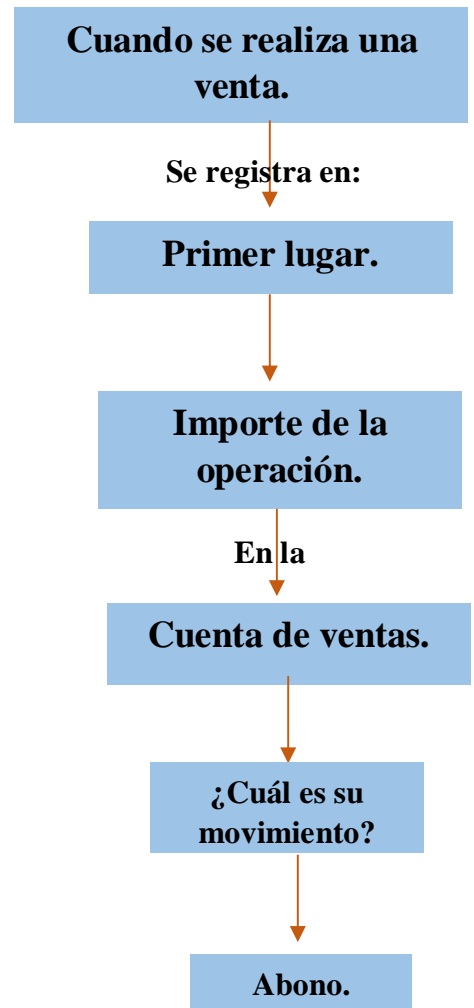 Cuando se realiza una
venta.
Se registra en:
Primer lugar.
Importe de la
operación.
En la
Cuenta de ventas.
¿Cuál es su
movimiento?
Abono.